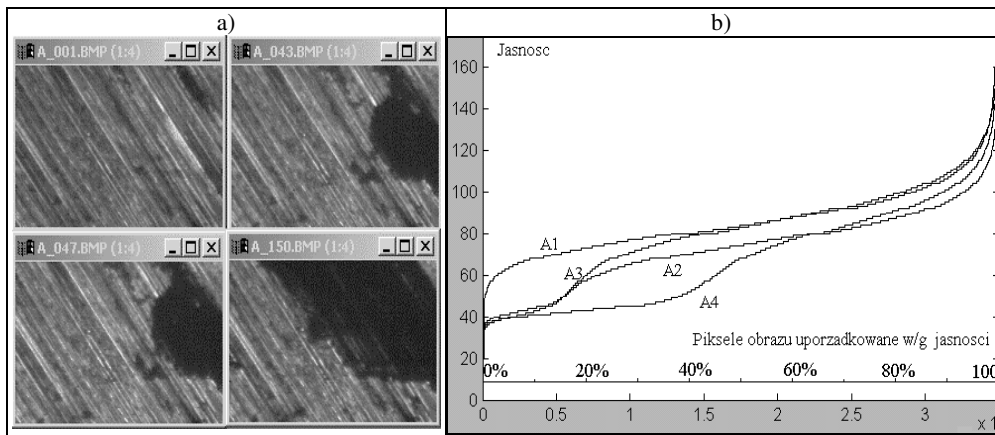 a)
b)
A_001.BMP (1:4)
A_043.BMP (1:4)
A_047.BMP (1:4)
A_150.BMP (1:4)
Jasnosc
160
140
120
100
80
60
40
20
0
A1
A3
A2
A4
Piksele obrazu uporzadkowane w/g jasnosci
0% 20% 40% 60% 80% 100
0 0.5 1 1.5 2 2.5 3 x 1